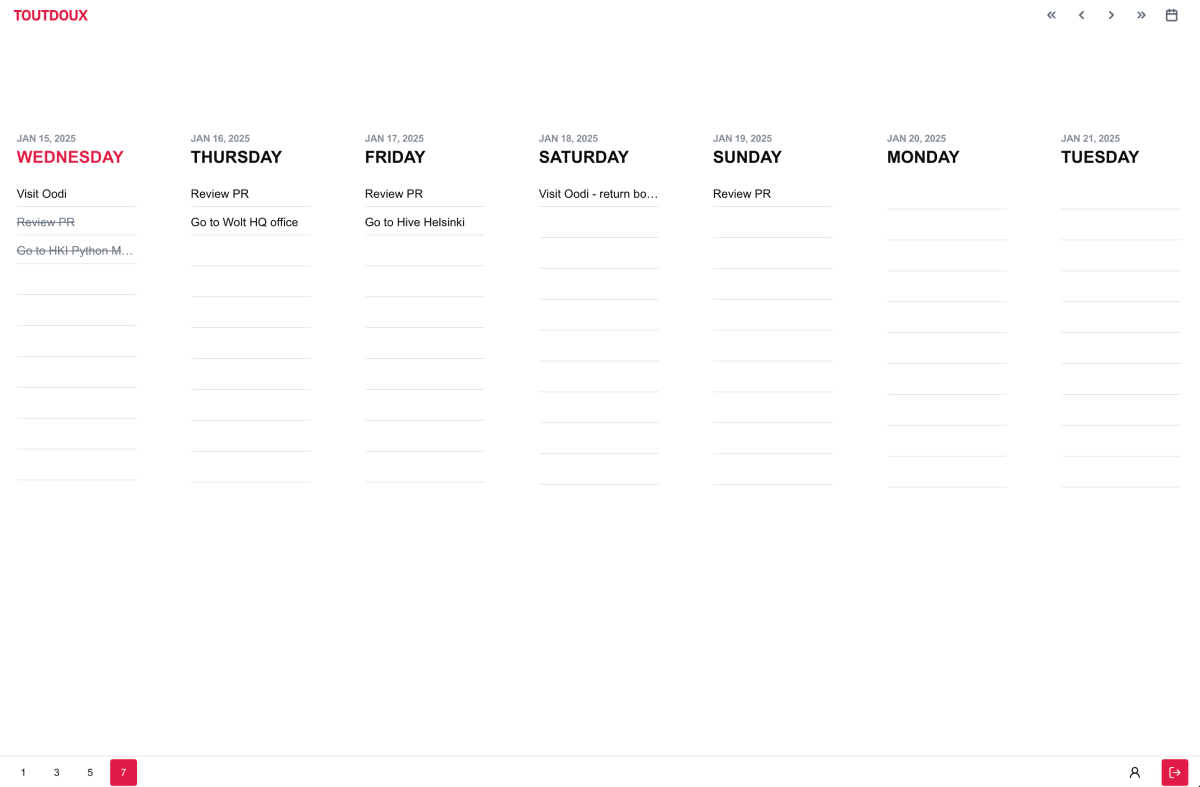 TOUTDOUX
JAN 15, 2025
WEDNESDAY
Visit Oodi
Review PR
Go to HKI Python M…
JAN 16, 2025
THURSDAY
Review PR
Go to Wolt HQ office
JAN 17, 2025
FRIDAY
Review PR
Go to Hive Helsinki
JAN 18, 2025
SATURDAY
Visit Oodi - return bo…
JAN 19, 2025
SUNDAY
Review PR
JAN 20, 2025
MONDAY
JAN 21, 2025
TUESDAY
1 3 5 7